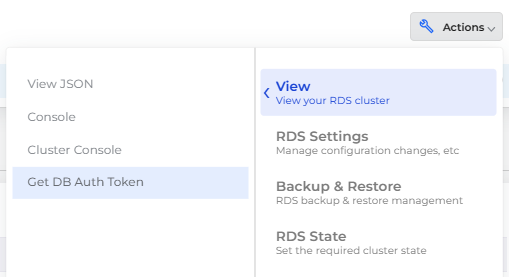 Actions
View JSON
Console
Cluster Console
Get DB Auth Token
View
View your RDS cluster
RDS Settings
Manage configuration changes, etc
Backup & Restore
RDS backup & restore management
RDS State
Set the required cluster state